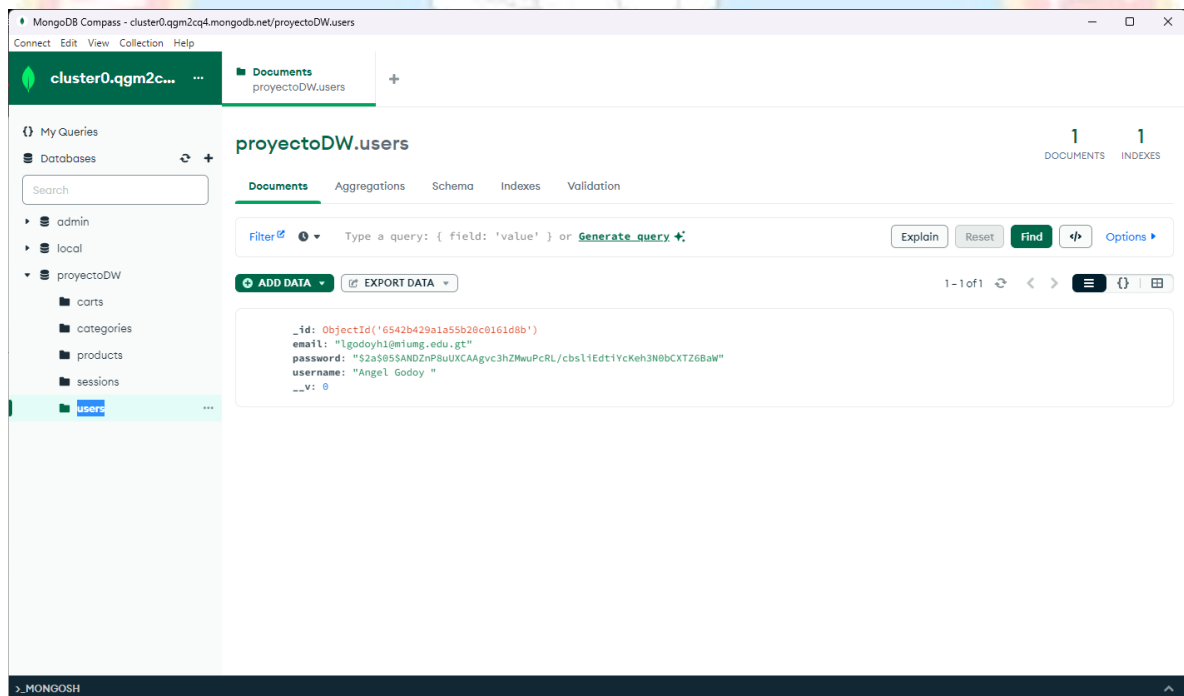 MongoDB Compass - cluster0.qgm2cq4.mongodb.net/proyectoDW.users
Connect Edit View Collection Help
cluster0.qgm2c... ...
Documents
proyectoDW.users
+
{} My Queries
Databases
Search
admin
local
proyectoDW
carts
categories
products
sessions
users ...
proyectoDW.users
1 DOCUMENTS
1 INDEXES
Documents Aggregations Schema Indexes Validation
Filter Type a query: { field: 'value' } or Generate query Explain Reset Find </> Options
ADD DATA EXPORT DATA 1 - 1 of 1 {}
_id: ObjectId('6542b429a1a55b20c0161d8b')
email: "lgodoyh1@miumg.edu.gt"
password: "$2a$05$ANDZnP8uUXCAAgvc3hZMwuPcRL/cbsliEdtiYcKeh3N0bCXTZ6BaW"
username: "Angel Godoy "
__v: 0
>_MONGOSH